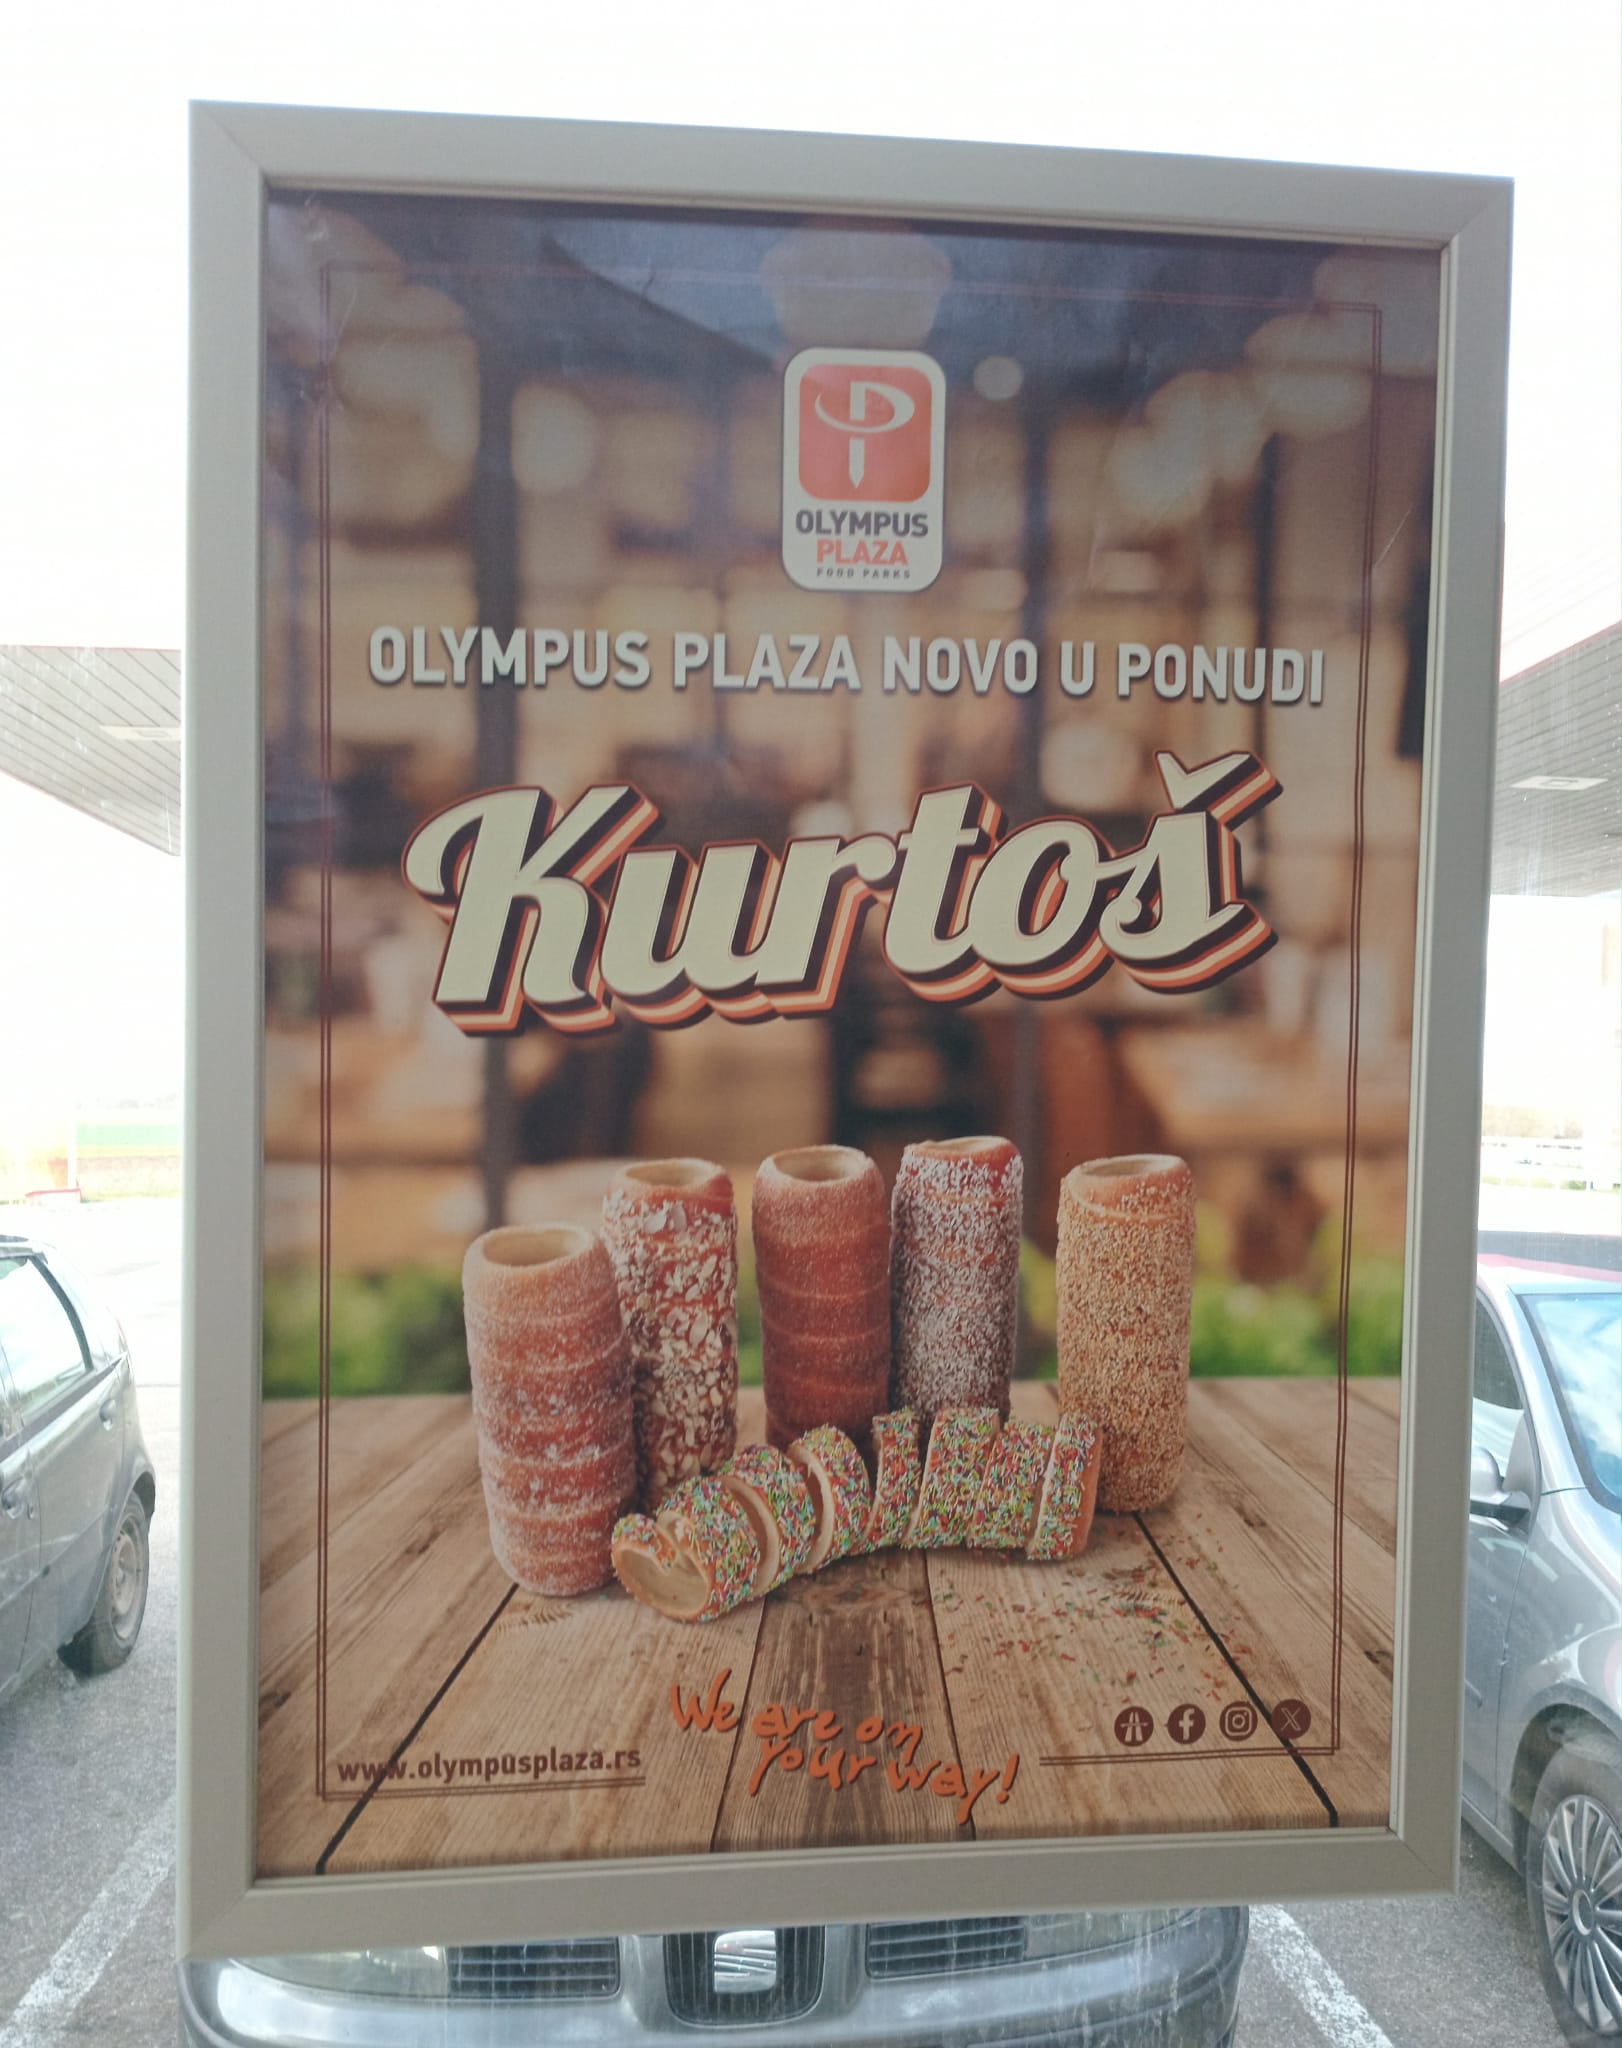 OLYMPUS
PLAZA
FOOD PARKS
OLYMPUS PLAZA NOVO U PONUDI
Kurtoš
We are on
your way!
www.olympusplaza.rs